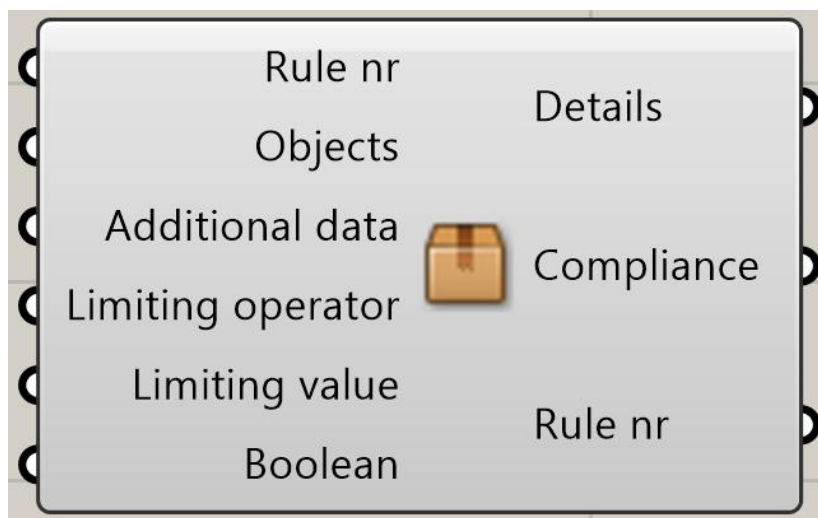 Rule nr
Objects
Additional data
Limiting operator
Limiting value
Boolean
Details
Compliance
Rule nr